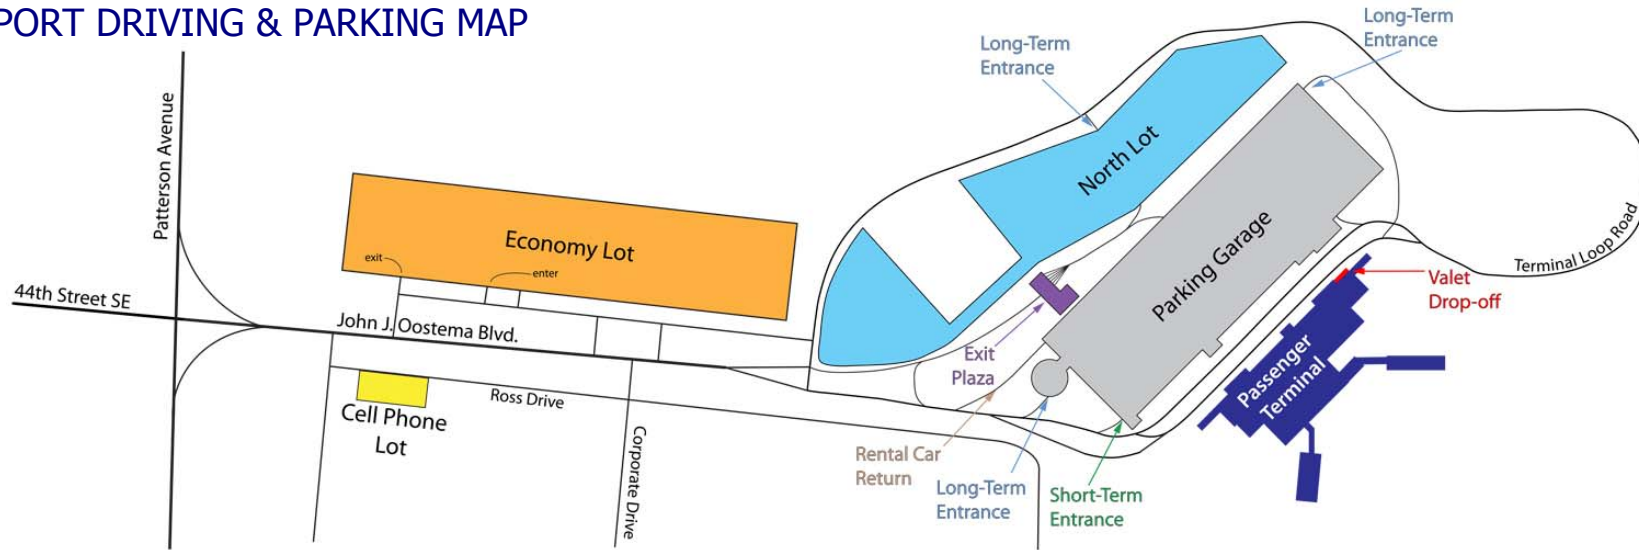 PORT DRIVING & PARKING MAP
Long-Term
Entrance
Long-Term
Entrance
Patterson Avenue
North Lot
Economy Lot
exit
enter
Parking Garage
Terminal Loop Road
44th Street SE
John J. Oostema Blvd.
Valet
Drop-off
Exit
Plaza
Passenger
Terminal
Cell Phone
Lot
Ross Drive
Corporate Drive
Rental Car
Return
Long-Term
Entrance
Short-Term
Entrance